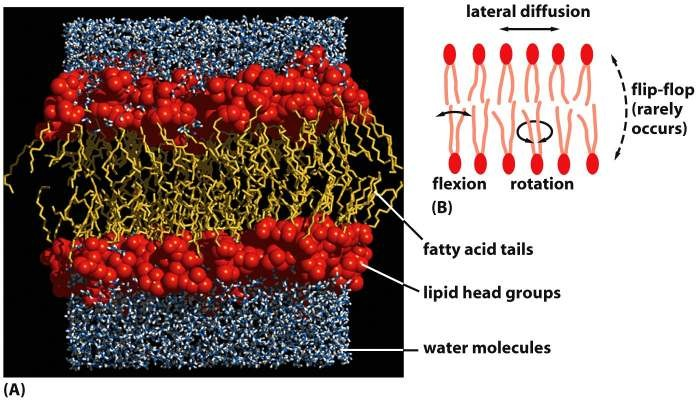 lateral diffusion
flip-flop
(rarely
occurs)
flexion
rotation
(B)
fatty acid tails
lipid head groups
water molecules
(A)